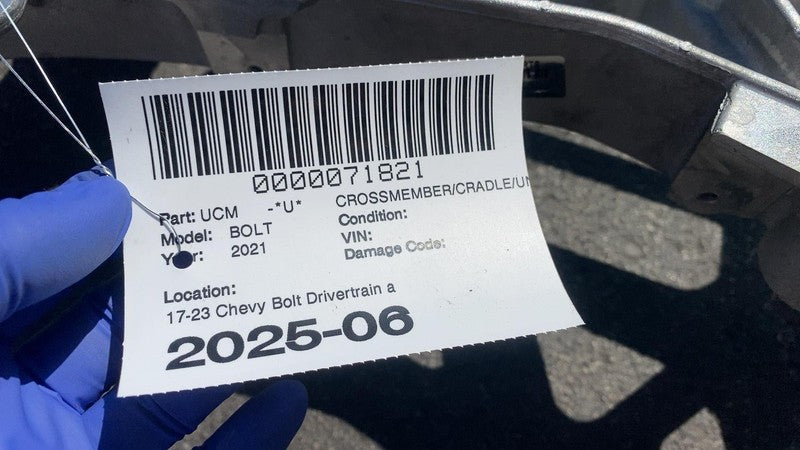 0000071821
Part: UCM -*U* CROSSMEMBER/CRADLE/UN
Model: BOLT Condition:
Year: 2021 VIN:
Damage Code:
Location:
17-23 Chevy Bolt Drivertrain a
2025-06